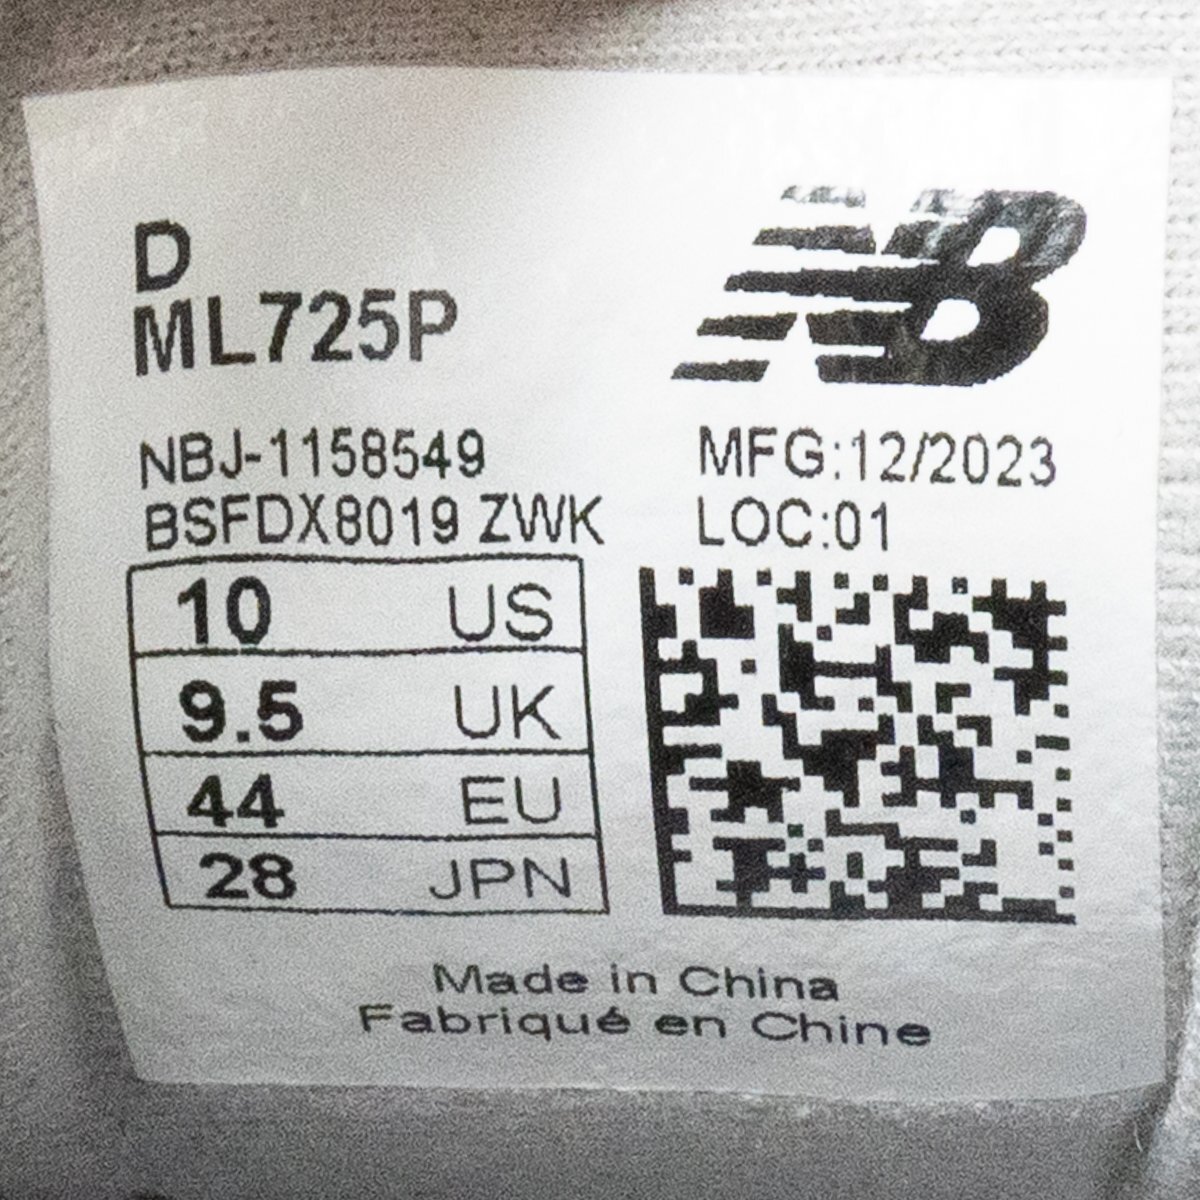 D
ML725P
NB
NBJ-1158549
BSFDX8019 ZWK
MFG:12/2023
LOC:01
10 US
9.5 UK
44 EU
28 JPN
Made in China
Fabriqué en Chine